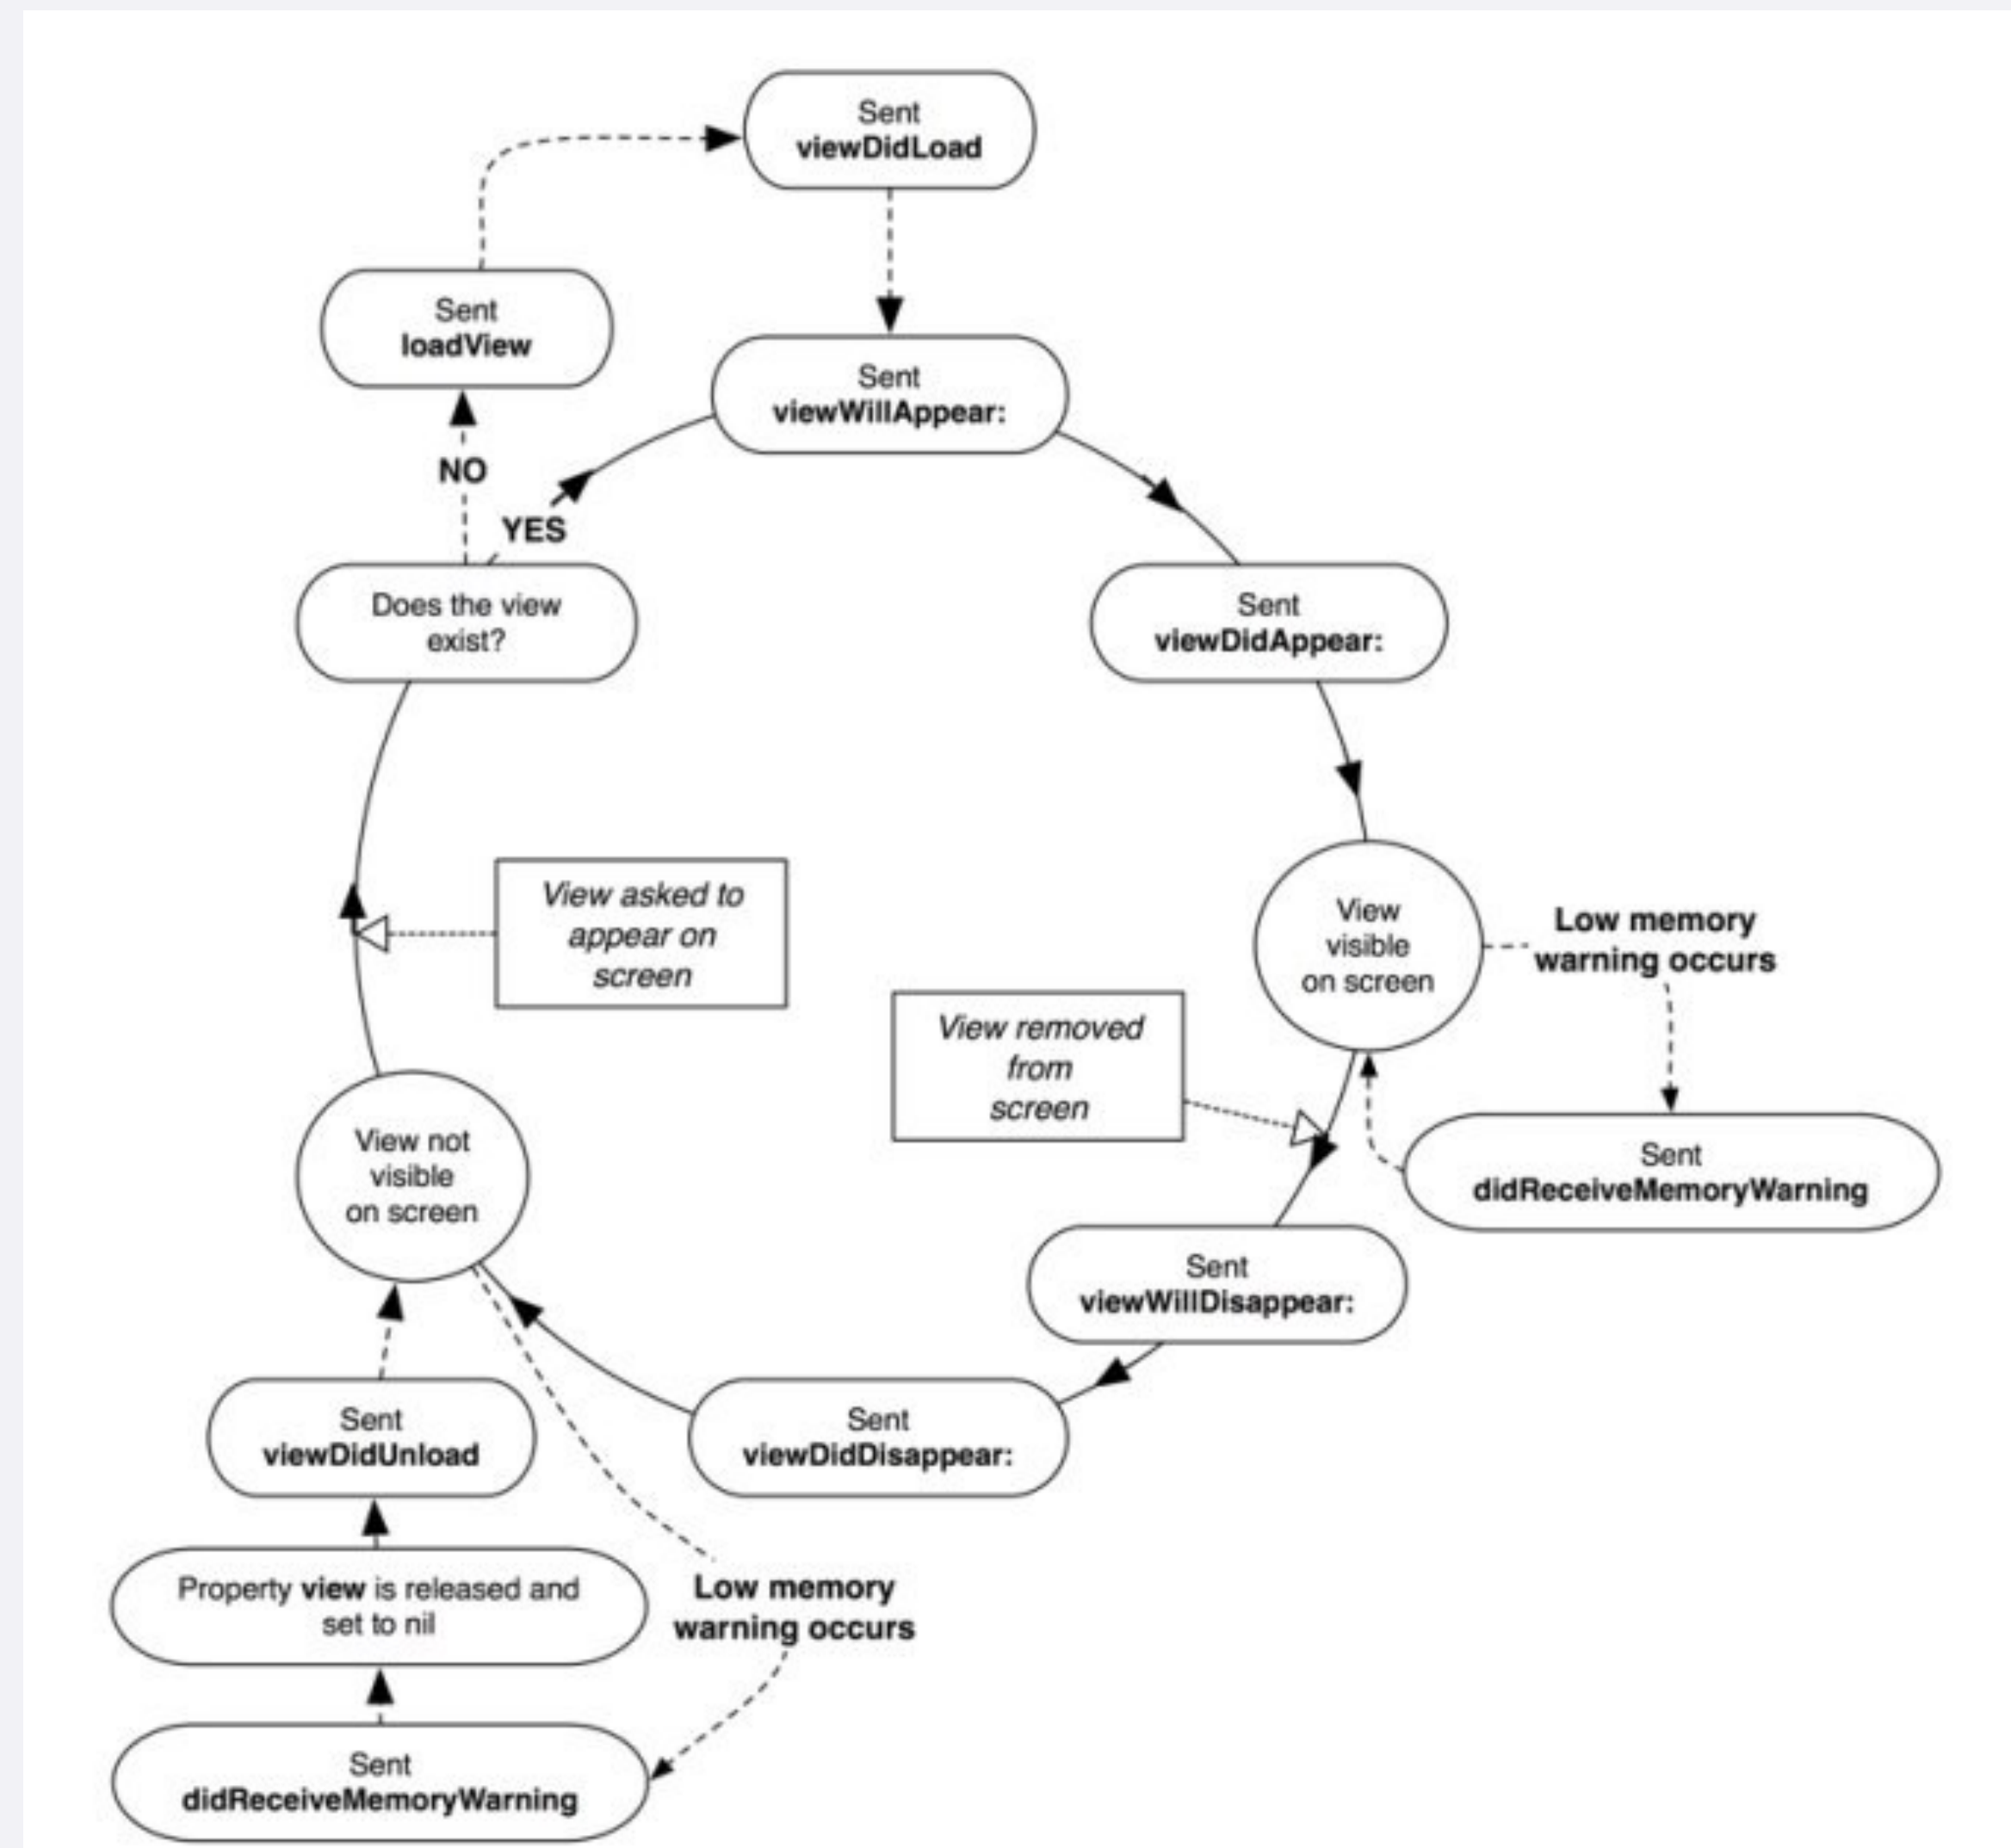 Sent
viewDidLoad
Sent
loadView
Sent
viewWillAppear:
NO
YES
Does the view
exist?
Sent
viewDidAppear:
View asked to
appear on
screen
View
visible
on screen
Low memory
warning occurs
View removed
from
screen
View not
visible
on screen
Sent
didReceiveMemoryWarning
Sent
viewWillDisappear:
Sent
viewDidUnload
Sent
viewDidDisappear:
Property view is released and
set to nil
Low memory
warning occurs
Sent
didReceiveMemoryWarning